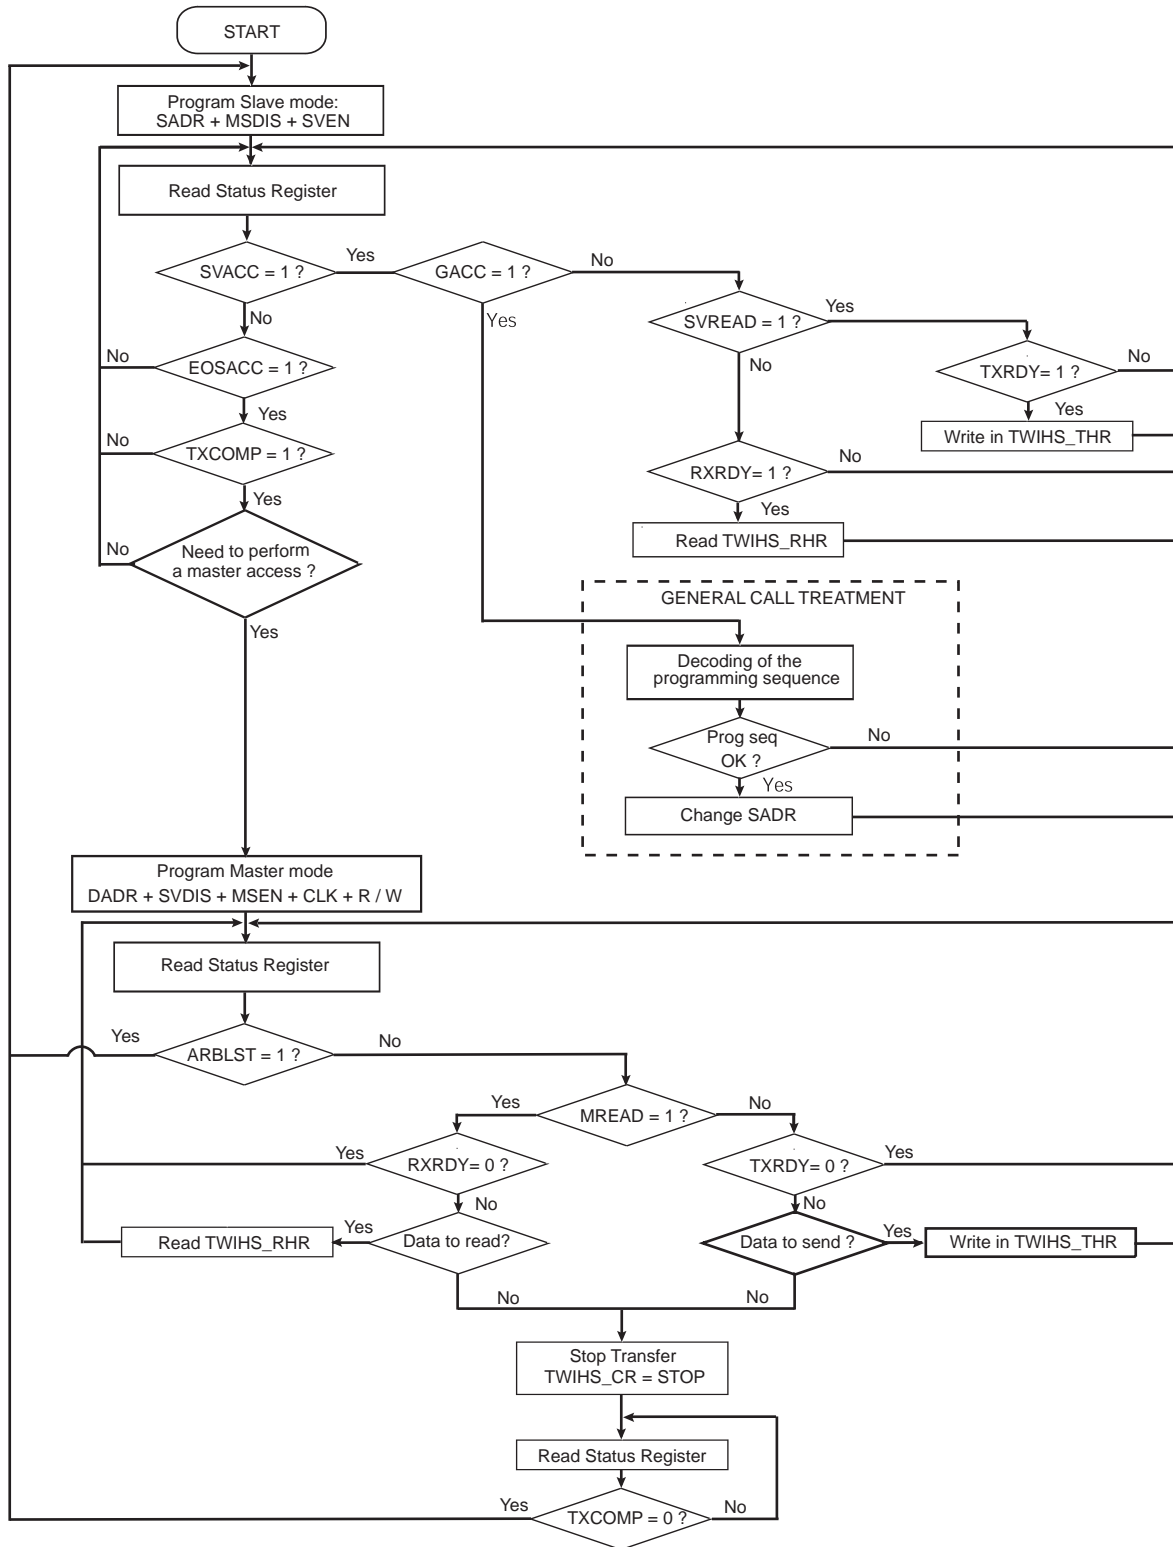 START
Program Slave mode:
SADR + MSDIS + SVEN
Read Status Register
SVACC = 1 ?
Yes
GACC = 1 ?
No
SVREAD = 1 ?
Yes
No
Yes
No
EOSACC = 1 ?
No
TXRDY= 1 ?
No
Yes
Yes
Write in TWIHS_THR
No
TXCOMP = 1 ?
RXRDY= 1 ?
No
Yes
Yes
Read TWIHS_RHR
No
Need to perform
a master access ?
Yes
GENERAL CALL TREATMENT
Decoding of the
programming sequence
Prog seq
OK ?
No
Yes
Change SADR
Program Master mode
DADR + SVDIS + MSEN + CLK + R / W
Read Status Register
Yes
ARBLST = 1 ?
No
Yes
MREAD = 1 ?
No
Yes
RXRDY= 0 ?
TXRDY= 0 ?
Yes
No
No
Read TWIHS_RHR
Yes
Data to read?
Data to send ?
Yes
Write in TWIHS_THR
No
No
Stop Transfer
TWIHS_CR = STOP
Read Status Register
Yes
TXCOMP = 0 ?
No